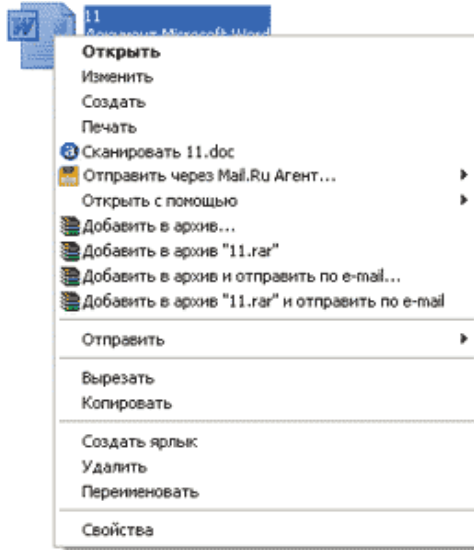 11
Документ Microsoft Word
Открыть
Изменить
Создать
Печать
Сканировать 11.doc
Отправить через Mail.Ru Агент...
Открыть с помощью
Добавить в архив...
Добавить в архив "11.rar"
Добавить в архив и отправить по e-mail...
Добавить в архив "11.rar" и отправить по e-mail
Отправить
Вырезать
Копировать
Создать ярлык
Удалить
Переименовать
Свойства